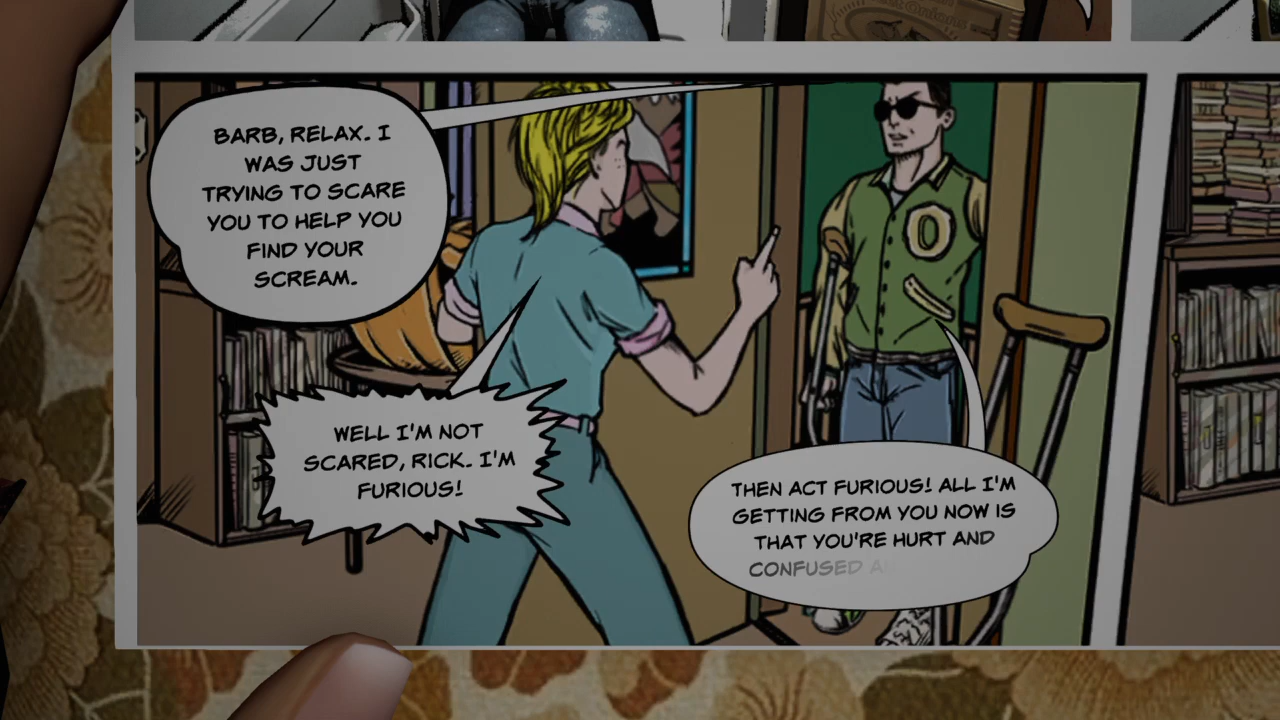 BARB, RELAX. I
WAS JUST
TRYING TO SCARE
YOU TO HELP YOU
FIND YOUR
SCREAM.
O
WELL I'M NOT
SCARED, RICK. I'M
FURIOUS!
THEN ACT FURIOUS! ALL I'M
GETTING FROM YOU NOW IS
THAT YOU'RE HURT AND
CONFUSED A